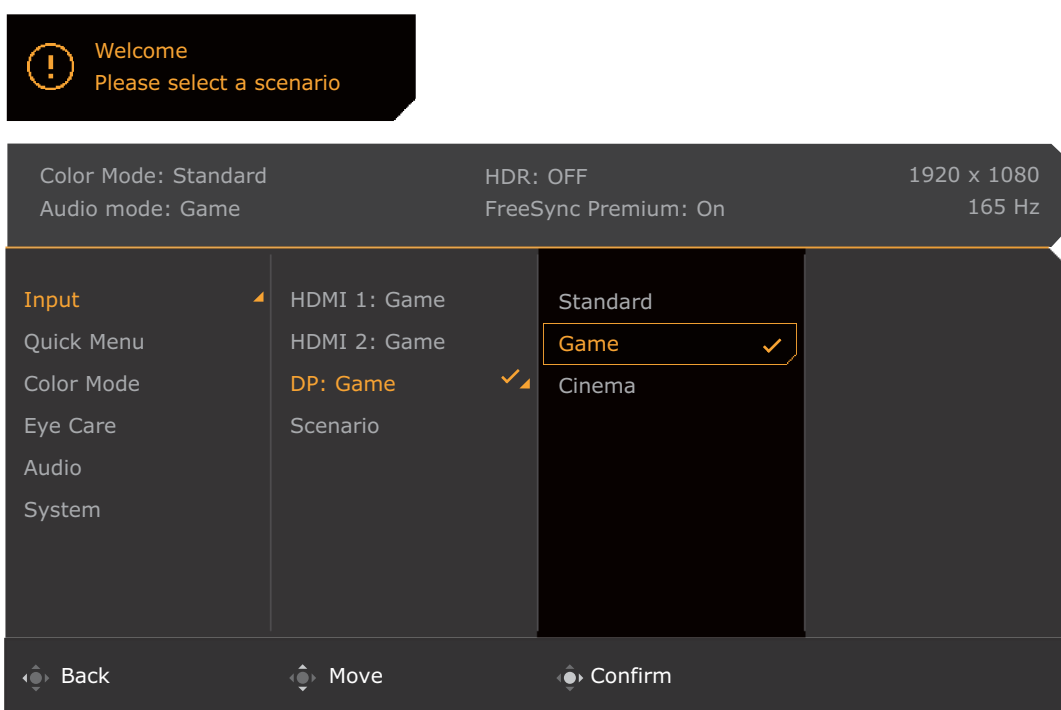 Welcome
Please select a scenario
Color Mode: Standard
Audio mode: Game
HDR: OFF
FreeSync Premium: On
1920 x 1080
165 Hz
Input
Quick Menu
Color Mode
Eye Care
Audio
System
HDMI 1: Game
HDMI 2: Game
DP: Game
Scenario
Standard
Game
Cinema
Back
Move
Confirm